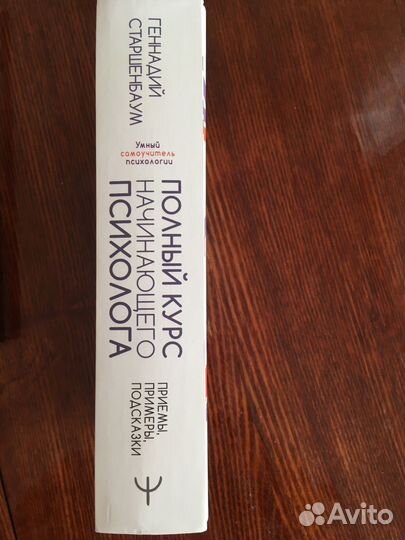 ГЕННАДИЙ
СТАРШЕНБАУМ
Умный
самоучитель
психологии
ПОЛНЫЙ КУРС
НАЧИНАЮЩЕГО
ПСИХОЛОГА
ПРИЕМЫ,
ПРИМЕРЫ,
ПОДСКАЗКИ
Avito